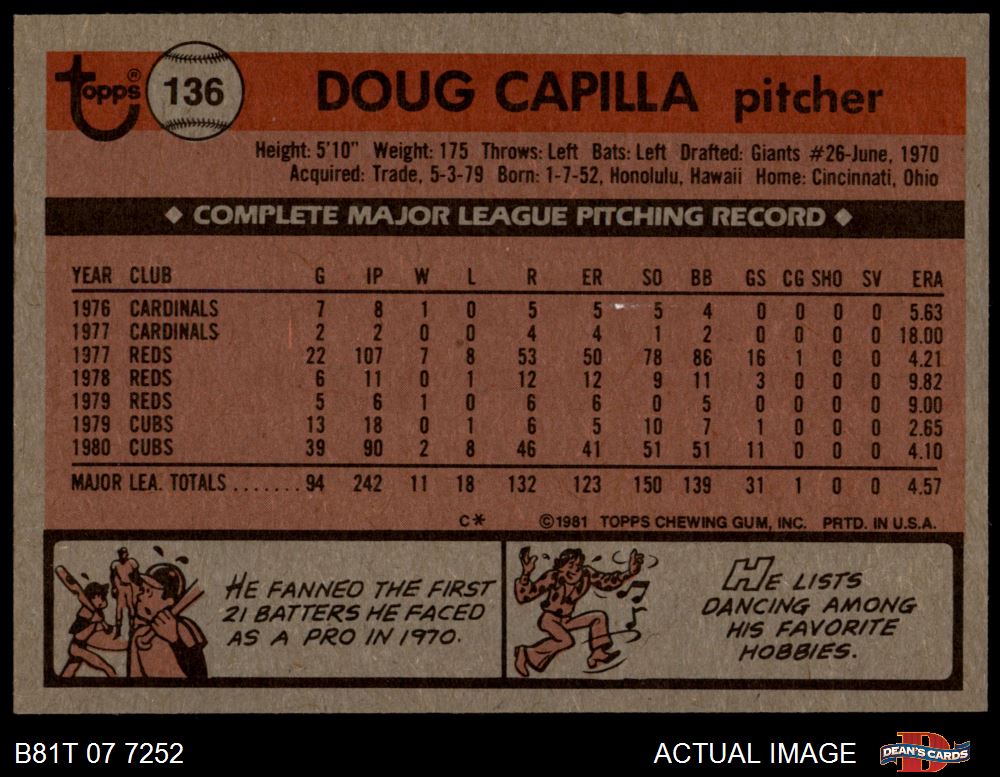 topps®
136
DOUG CAPILLA pitcher
Height: 5'10" Weight: 175 Throws: Left Bats: Left Drafted: Giants #26-June, 1970
Acquired: Trade, 5-3-79 Born: 1-7-52, Honolulu, Hawaii Home: Cincinnati, Ohio
◆ COMPLETE MAJOR LEAGUE PITCHING RECORD ◆
YEAR CLUB G IP W L R ER SO BB GS CG SHO SV ERA
1976 CARDINALS 7 8 1 0 5 5 5 4 0 0 0 0 5.63
1977 CARDINALS 2 2 0 0 4 4 1 2 0 0 0 0 18.00
1977 REDS 22 107 7 8 53 50 78 86 16 1 0 0 4.21
1978 REDS 6 11 0 1 12 12 9 11 3 0 0 0 9.82
1979 REDS 5 6 1 0 6 6 0 5 0 0 0 0 9.00
1979 CUBS 13 18 0 1 6 5 10 7 1 0 0 0 2.65
1980 CUBS 39 90 2 8 46 41 51 51 11 0 0 0 4.10
MAJOR LEA. TOTALS ....... 94 242 11 18 132 123 150 139 31 1 0 0 4.57
C* ©1981 TOPPS CHEWING GUM, INC. PRTD. IN U.S.A.
HE FANNED THE FIRST
21 BATTERS HE FACED
AS A PRO IN 1970.
HE LISTS
DANCING AMONG
HIS FAVORITE
HOBBIES.
B81T 07 7252
ACTUAL IMAGE
DEAN'S CARDS